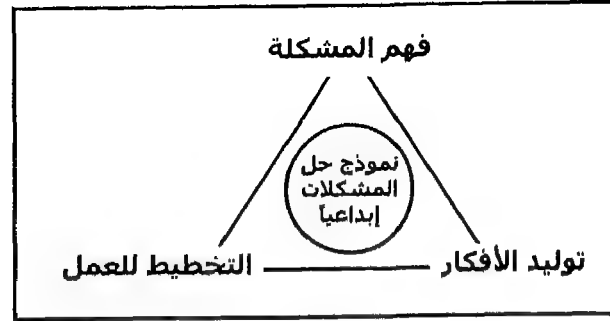 فهم المشكلة
نموذج حل
المشكلات
إبداعياً
توليد الأفكار
التخطيط للعمل